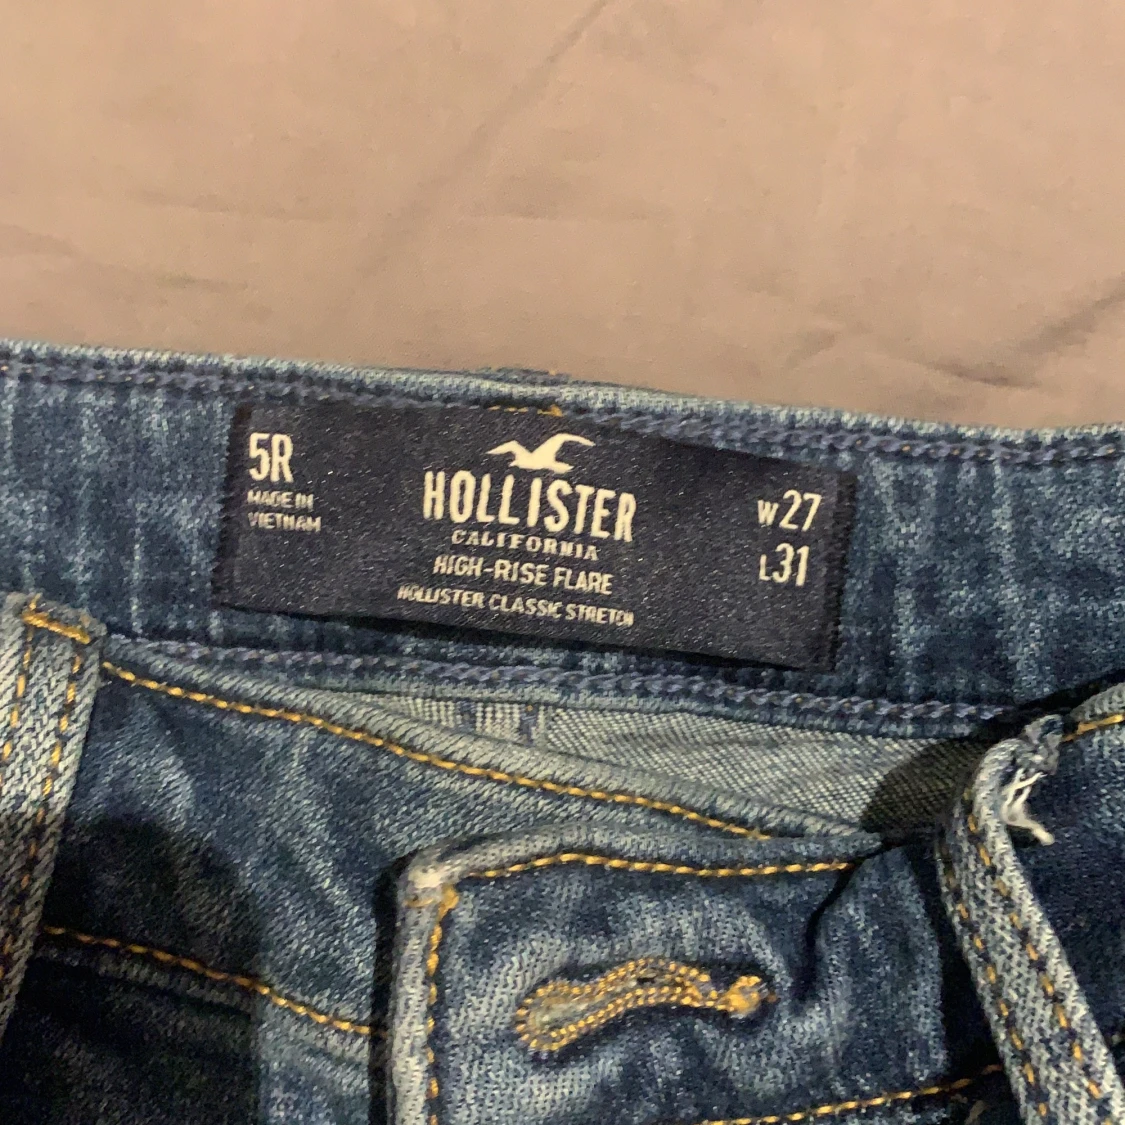 5R
MADE IN
VIETNAM
HOLLISTER
CALIFORNIA
HIGH-RISE FLARE
HOLLISTER CLASSIC STRETCH
W27
L31